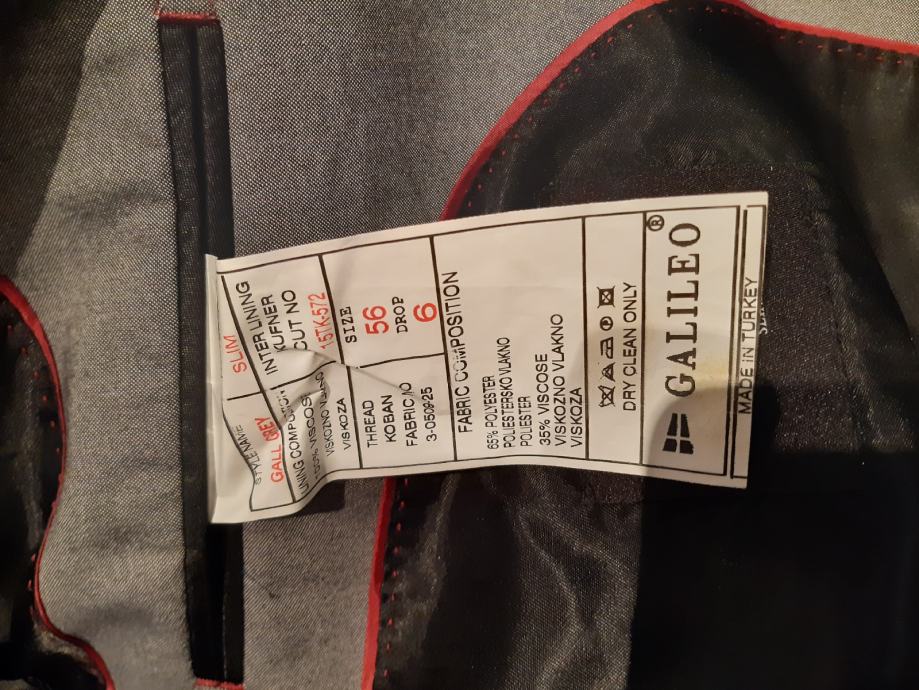 STYLE NAME
SLIM
GALL GREY
INTER LINING
KUFNER
LINING COMPOSITION
100% VISCOSE
VISKOZNO VLAKNO
VISKOZA
CUT NO
15TK-572
THREAD
KOBAN
FABRIC NO
3-0509-25
SIZE
56
DROP
6
FABRIC COMPOSITION
65% POLYESTER
POLIESTERSKO VLAKNO
POLIESTER
35% VISCOSE
VISKOZNO VLAKNO
VISKOZA
DRY CLEAN ONLY
GALILEO®
MADE IN TURKEY